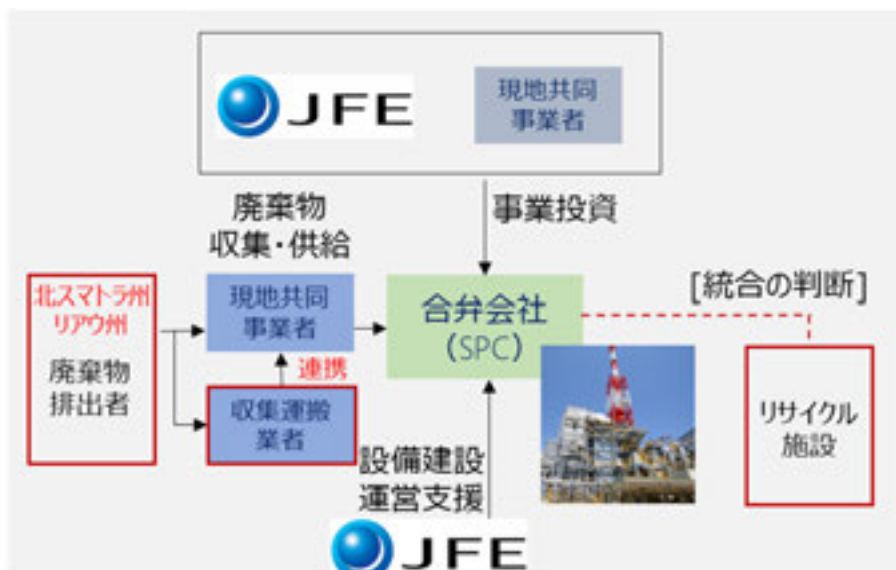 JFE
現地共同
事業者
廃棄物
収集・供給
事業投資
北スマトラ州
リアウ州
廃棄物
排出者
現地共同
事業者
連携
収集運搬
業者
合弁会社
(SPC)
[統合の判断]
リサイクル
施設
設備建設
運営支援
JFE